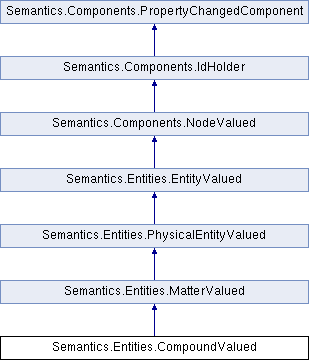 Semantics.Components.PropertyChangedComponent
Semantics.Components.IdHolder
Semantics.Components.NodeValued
Semantics.Entities.EntityValued
Semantics.Entities.PhysicalEntityValued
Semantics.Entities.MatterValued
Semantics.Entities.CompoundValued